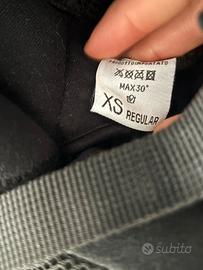 PRODOTTO IMPORTATO
MAX 30°
XS REGULAR
subito